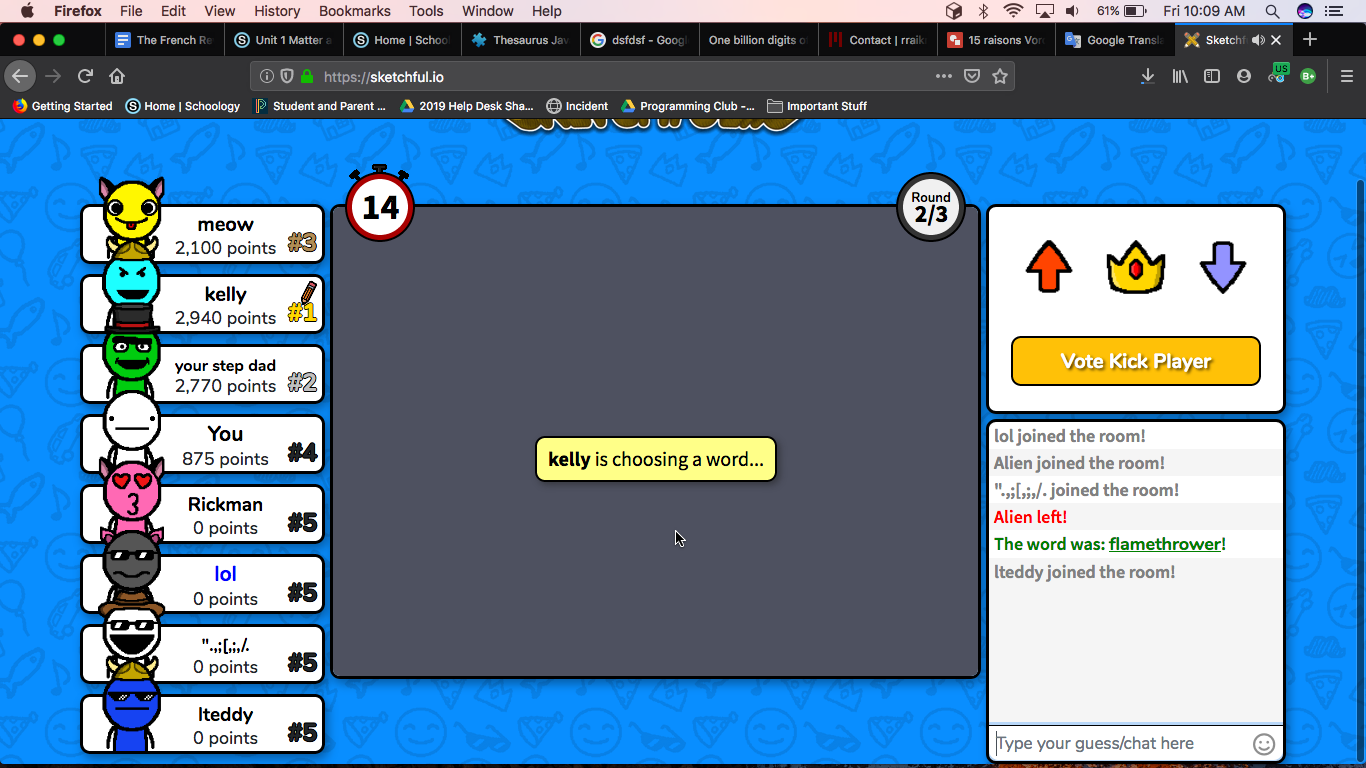 Firefox File Edit View History Bookmarks Tools Window Help 61% Fri 10:09 AM
The French Re
Unit 1 Matter a
Home | Schoo
Thesaurus Jav
dsfdsf - Googl
One billion digits o
Contact | rraik
15 raisons Vor
Google Transla
Sketchf
https://sketchful.io
US
B+
Getting Started
Home | Schoology
Student and Parent ...
2019 Help Desk Sha...
Incident
Programming Club -...
Important Stuff
14
Round
2/3
meow
2,100 points
#3
kelly
2,940 points
#1
your step dad
2,770 points
#2
You
875 points
#4
Rickman
0 points
#5
lol
0 points
#5
".,;[,;,/.
0 points
#5
lteddy
0 points
#5
kelly is choosing a word...
Vote Kick Player
lol joined the room!
Alien joined the room!
".,;[,;,/. joined the room!
Alien left!
The word was: flamethrower!
lteddy joined the room!
Type your guess/chat here